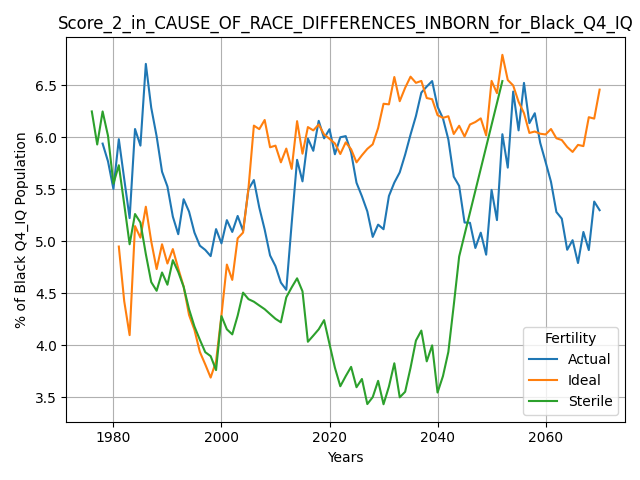 Score_2_in_CAUSE_OF_RACE_DIFFERENCES_INBORN_for_Black_Q4_IQ
% of Black Q4_IQ Population
6.5
6.0
5.5
5.0
4.5
4.0
3.5
Fertility
Actual
Ideal
Sterile
1980 2000 2020 2040 2060
Years